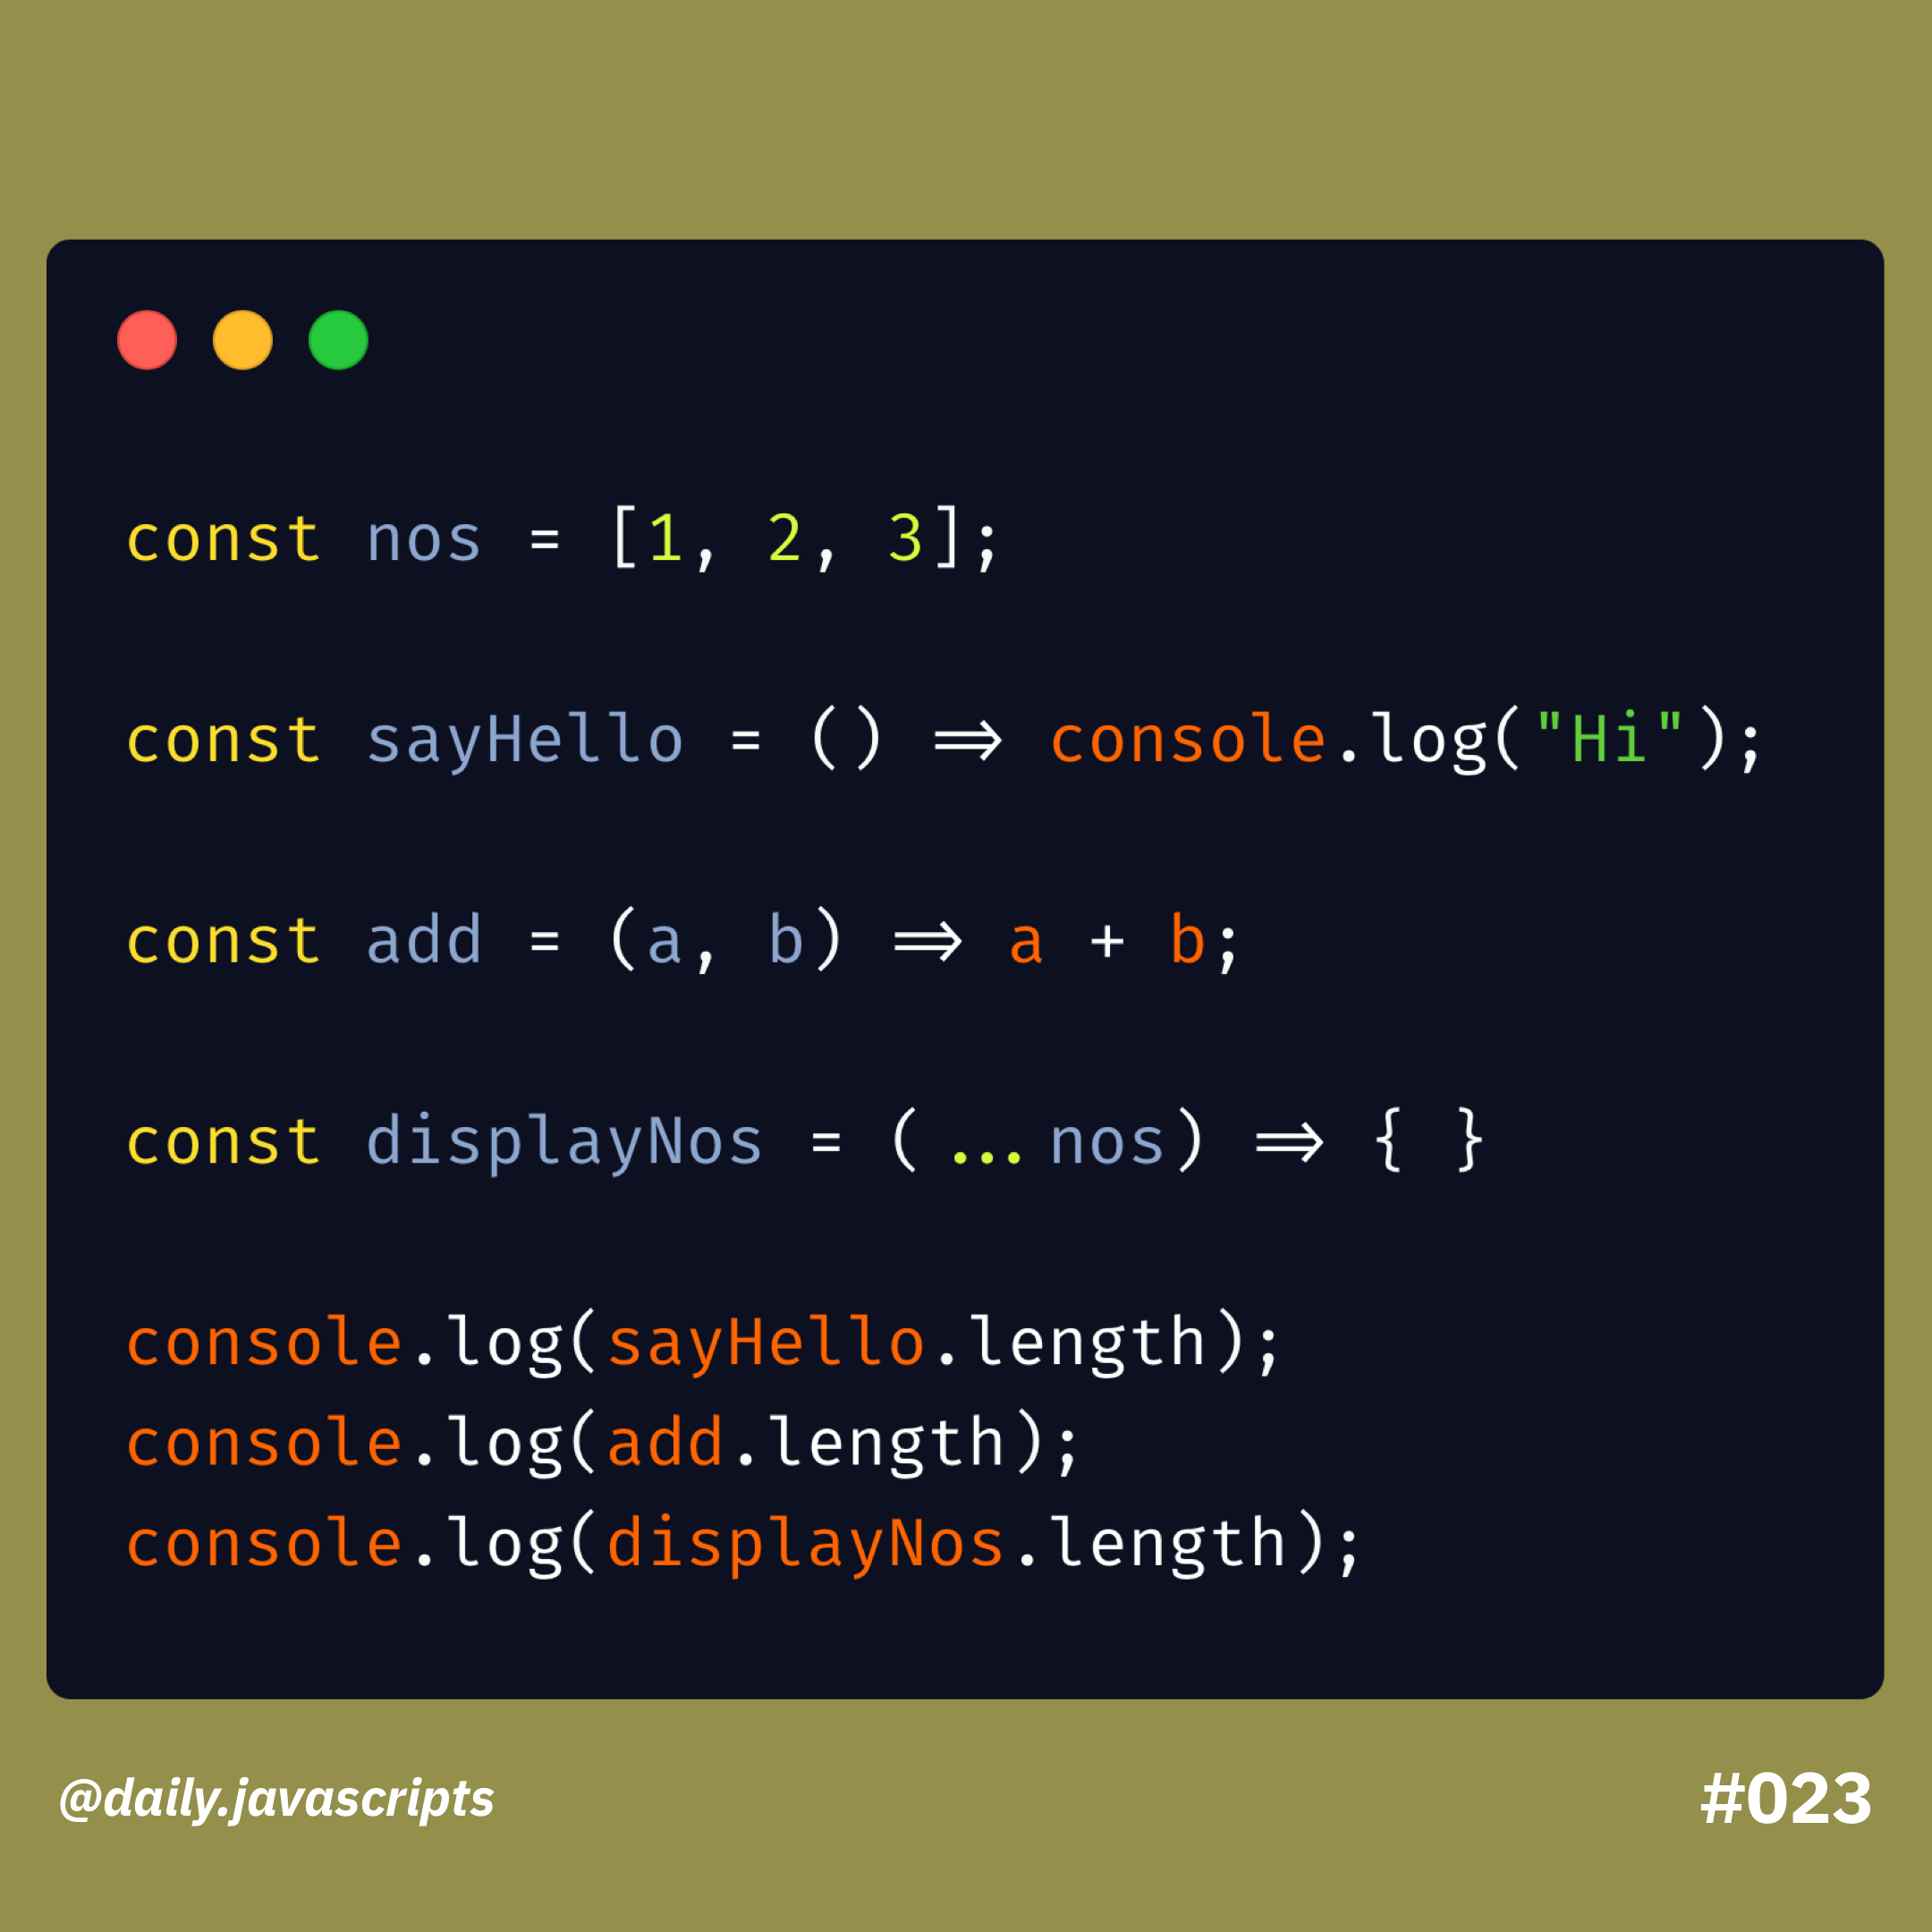 const nos = [1, 2, 3];
const sayHello = () => console.log("Hi");
const add = (a, b) => a + b;
const displayNos = (...nos) => { }
console.log(sayHello.length);
console.log(add.length);
console.log(displayNos.length);
@daily.javascripts
#023